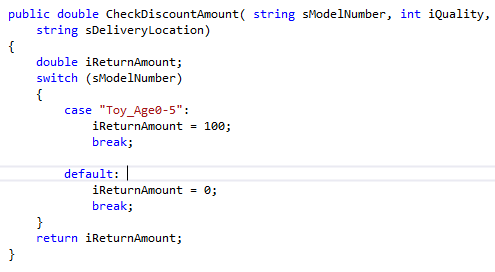 public double CheckDiscountAmount( string sModelNumber, int iQuality,
    string sDeliveryLocation)
{
    double iReturnAmount;
    switch (sModelNumber)
    {
        case "Toy_Age0-5":
            iReturnAmount = 100;
            break;

        default:
            iReturnAmount = 0;
            break;
    }
    return iReturnAmount;
}